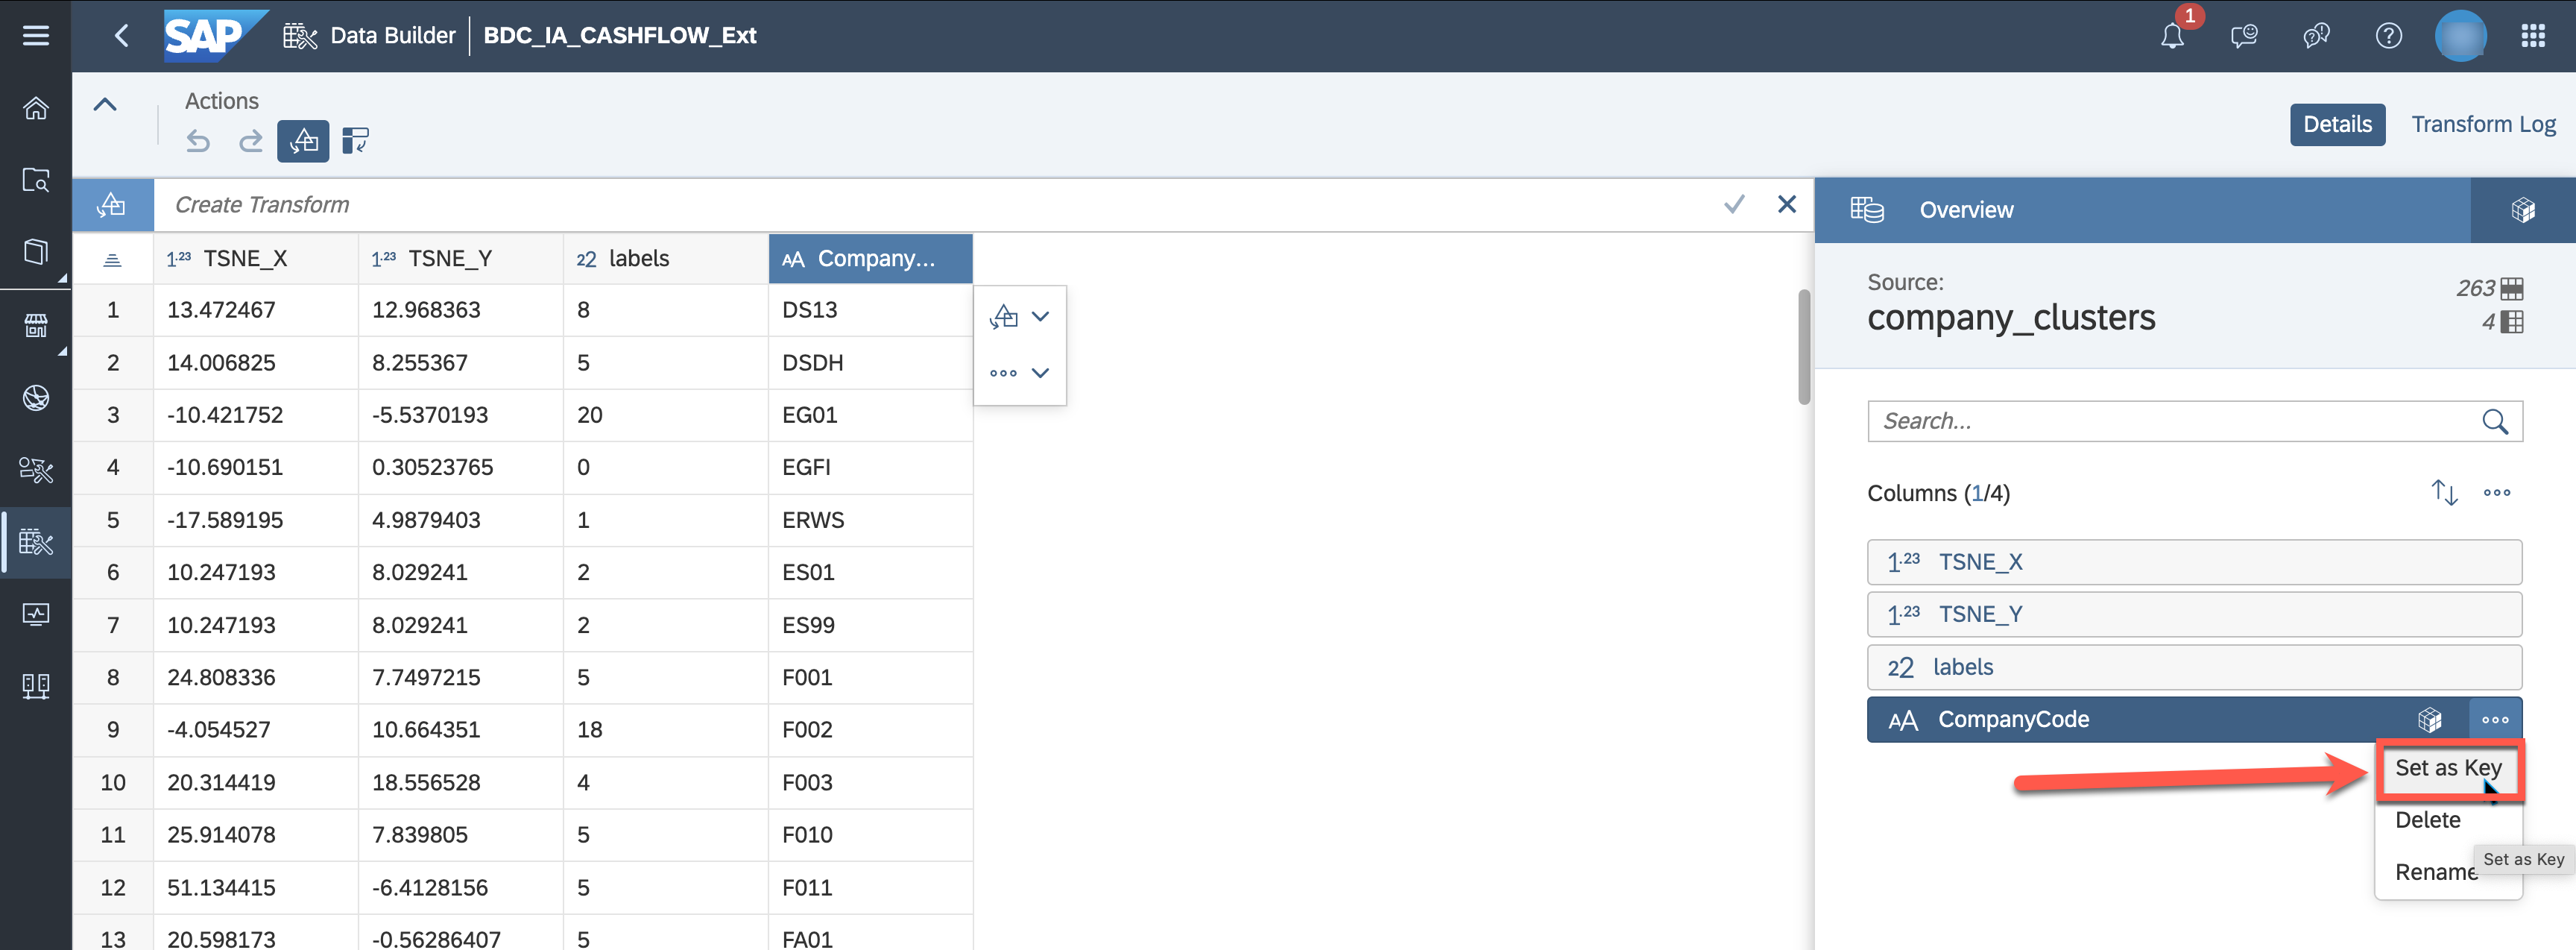 SAP Data Builder BDC_IA_CASHFLOW_Ext 1
Actions
Details Transform Log
Create Transform
Overview
1.23 TSNE_X 1.23 TSNE_Y 22 labels AA Company...
1 13.472467 12.968363 8 DS13
2 14.006825 8.255367 5 DSDH
3 -10.421752 -5.5370193 20 EG01
4 -10.690151 0.30523765 0 EGFI
5 -17.589195 4.9879403 1 ERWS
6 10.247193 8.029241 2 ES01
7 10.247193 8.029241 2 ES99
8 24.808336 7.7497215 5 F001
9 -4.054527 10.664351 18 F002
10 20.314419 18.556528 4 F003
11 25.914078 7.839805 5 F010
12 51.134415 -6.4128156 5 F011
13 20.598173 -0.56286407 5 FA01
Source:
company_clusters
263
4
Search...
Columns (1/4)
1.23 TSNE_X
1.23 TSNE_Y
22 labels
AA CompanyCode
Set as Key
Delete
Rename
Set as Key